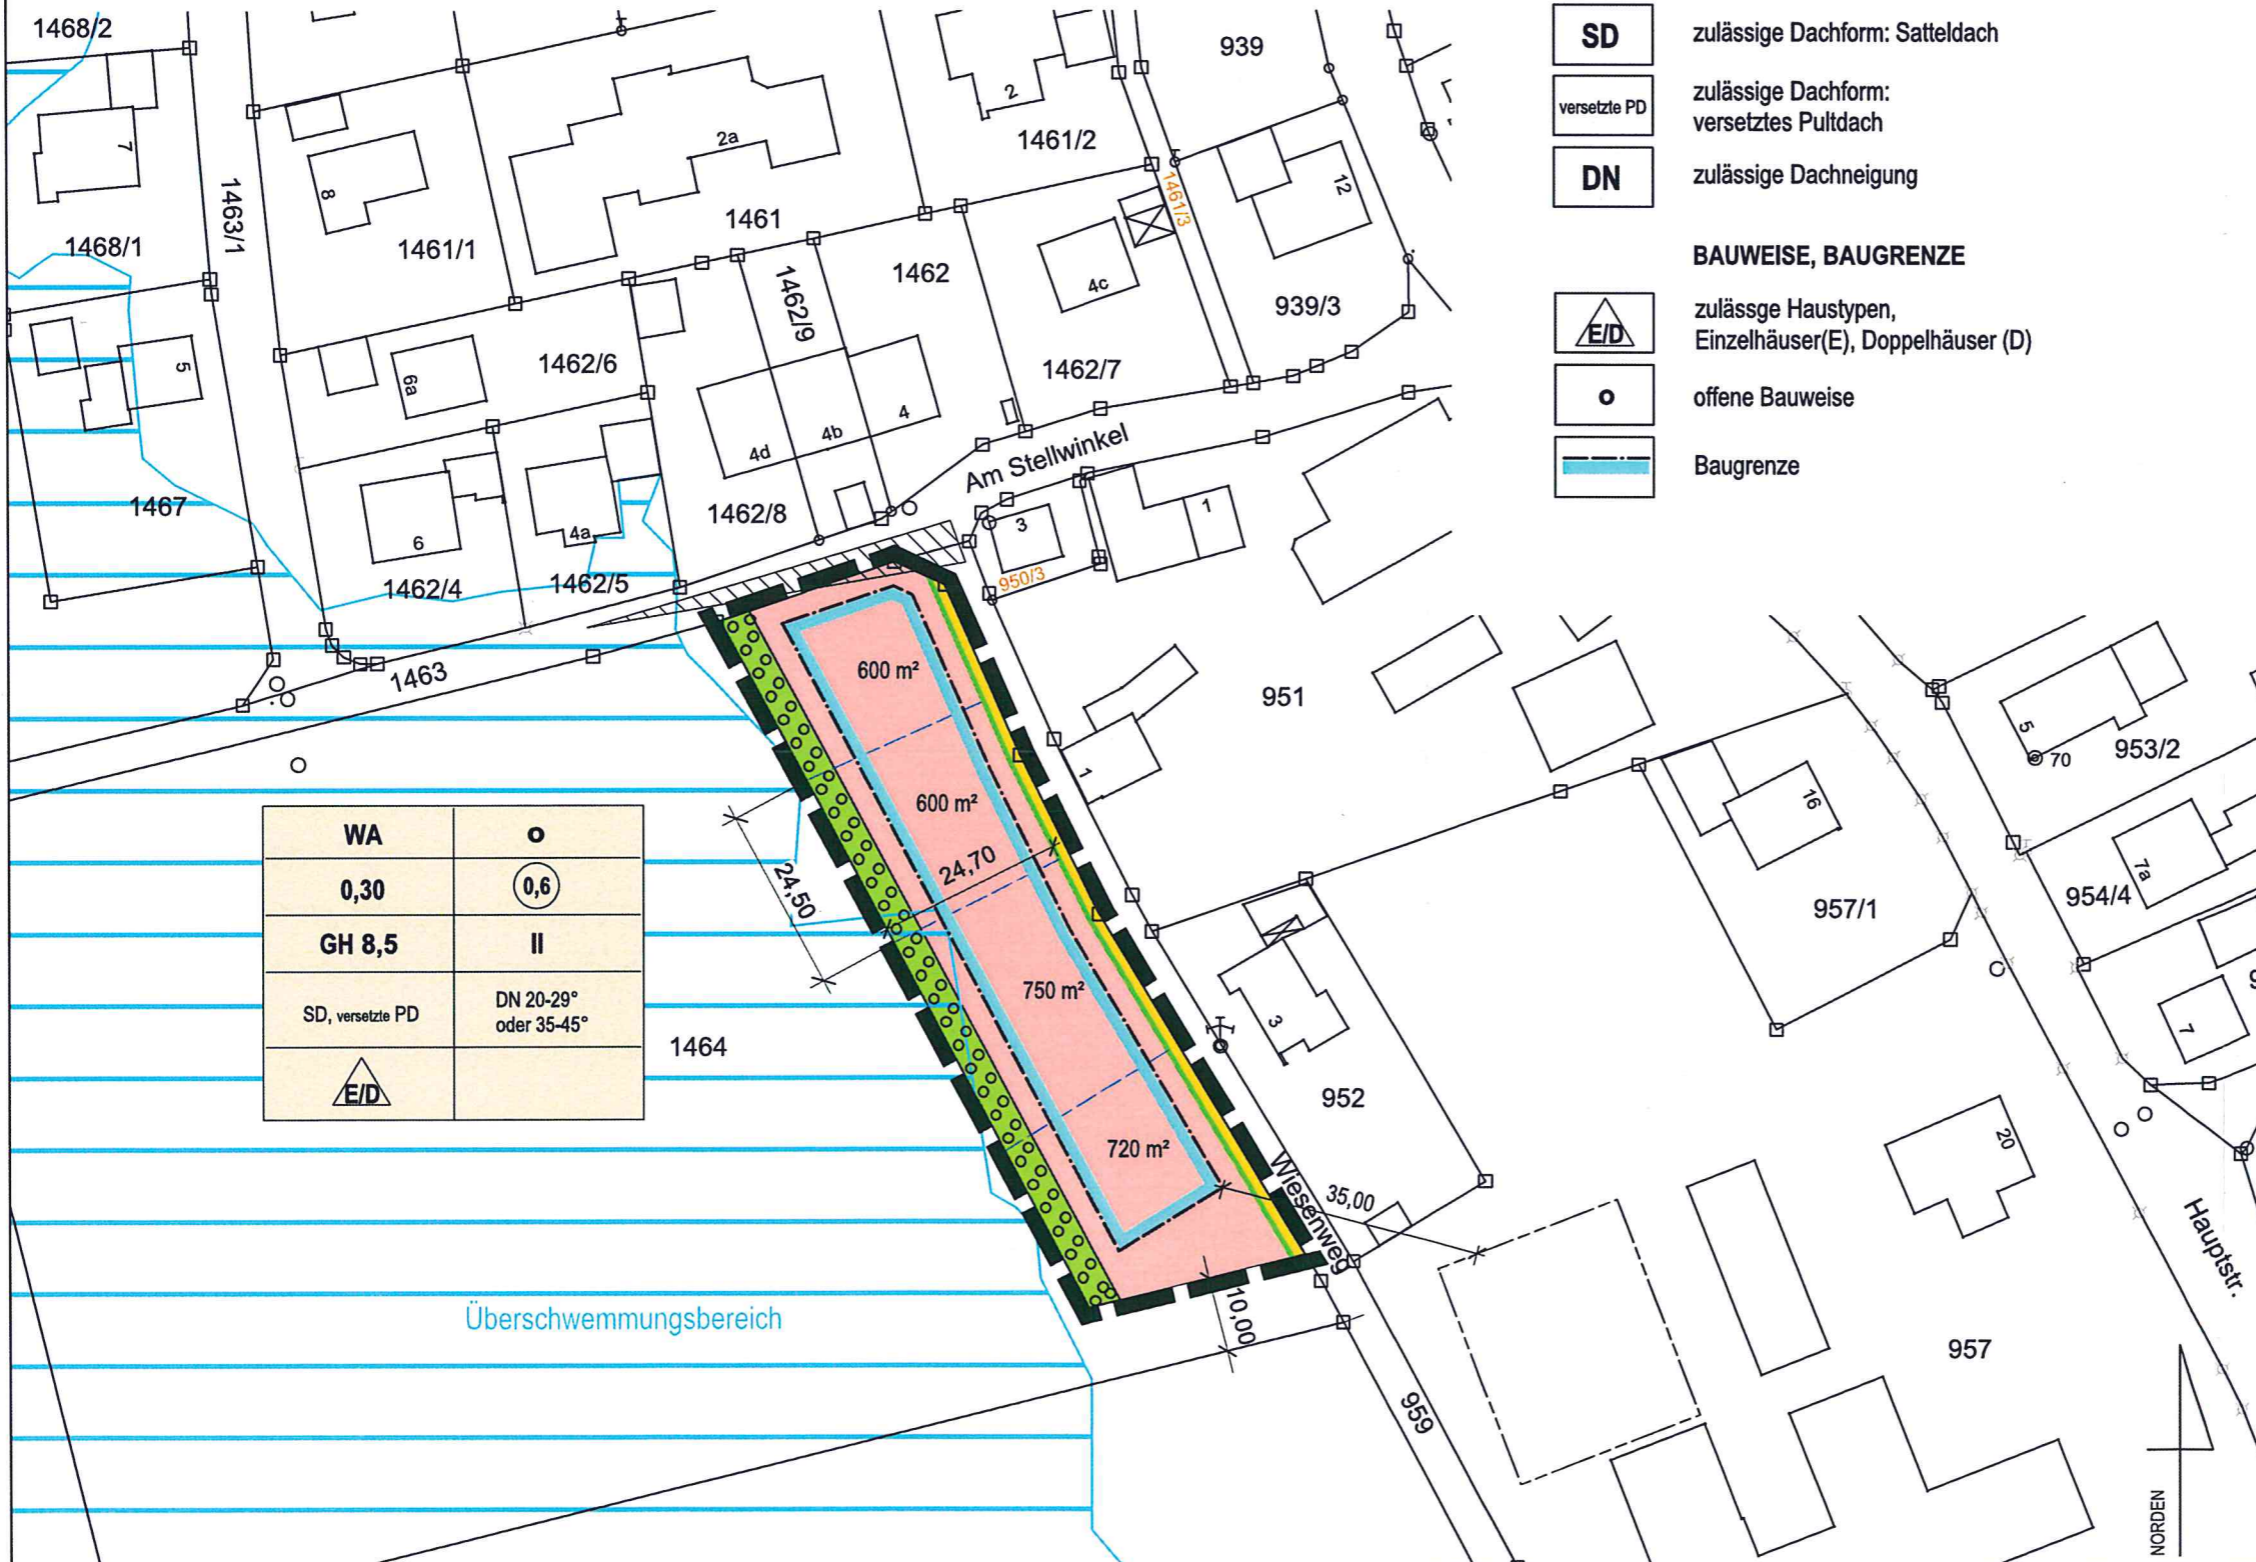 1468/2
939
SD
zulässige Dachform: Satteldach
versetzte PD
zulässige Dachform:
versetztes Pultdach
DN
zulässige Dachneigung
BAUWEISE, BAUGRENZE
E/D
zulässge Haustypen,
Einzelhäuser(E), Doppelhäuser (D)
o
offene Bauweise
Baugrenze
7
8
2a
2
1461/2
12
1461/3
1463/1
1468/1
1461/1
1461
1462/9
1462
4c
939/3
5
6a
1462/6
4d
4b
4
1462/7
Am Stellwinkel
1467
6
4a
1462/8
3
1
1462/4
1462/5
950/3
1463
600 m²
951
1
5
70
953/2
600 m²
16
7a
WA
o
0,30
0,6
GH 8,5
II
SD, versetzte PD
DN 20-29°
oder 35-45°
E/D
24,50
24,70
957/1
954/4
750 m²
3
7
1464
952
720 m²
20
Wiesenweg
35,00
Hauptstr.
10,00
Überschwemmungsbereich
957
959
NORDEN